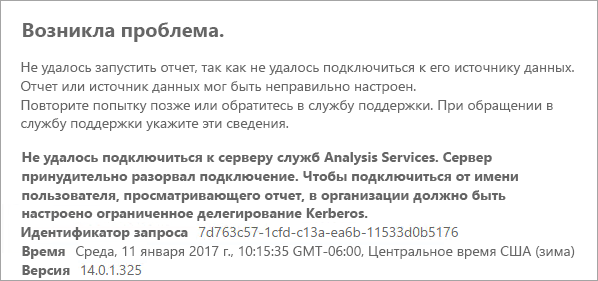 Возникла проблема.
Не удалось запустить отчет, так как не удалось подключиться к его источнику данных.
Отчет или источник данных мог быть неправильно настроен.
Повторите попытку позже или обратитесь в службу поддержки. При обращении в
службу поддержки укажите эти сведения.
Не удалось подключиться к серверу служб Analysis Services. Сервер
принудительно разорвал подключение. Чтобы подключиться от имени
пользователя, просматривающего отчет, в организации должно быть
настроено ограниченное делегирование Kerberos.
Идентификатор запроса 7d763c57-1cfd-c13a-ea6b-11533d0b5176
Время Среда, 11 января 2017 г., 10:15:35 GMT-06:00, Центральное время США (зима)
Версия 14.0.1.325